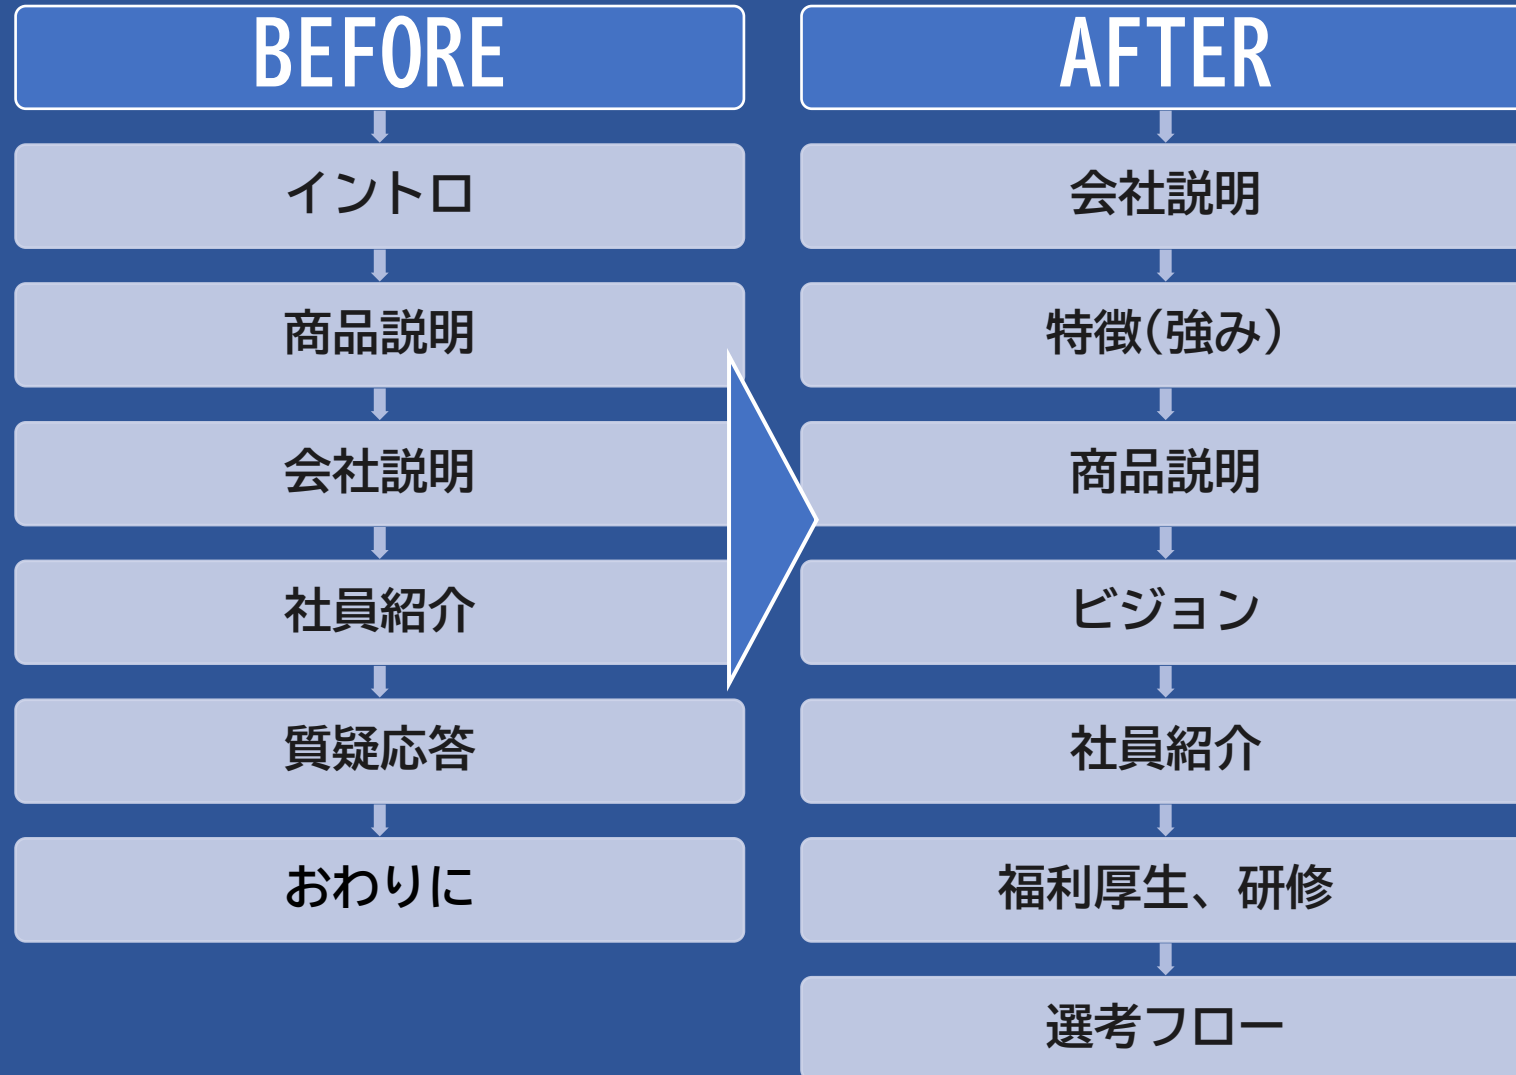 BEFORE
イントロ
商品説明
会社説明
社員紹介
質疑応答
おわりに
AFTER
会社説明
特徴(強み）
商品説明
ビジョン
社員紹介
福利厚生、研修
選考フロー